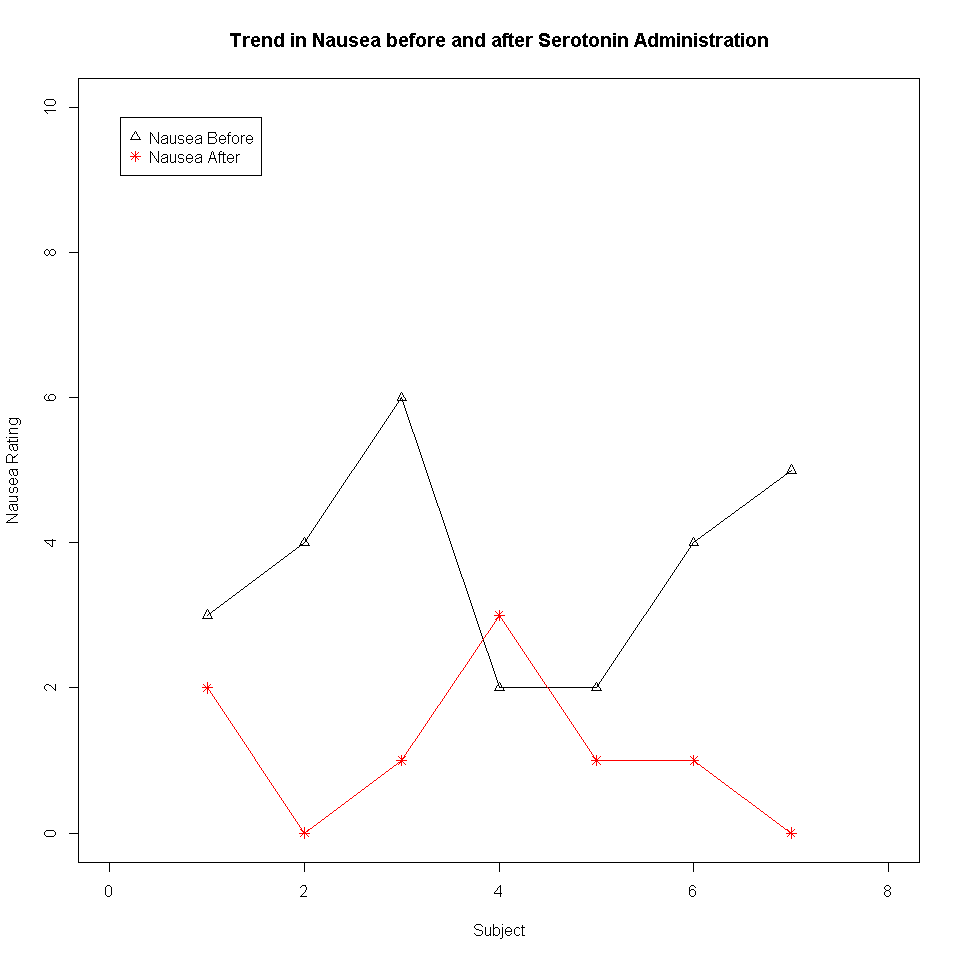 Trend in Nausea before and after Serotonin Administration
Nausea Before
Nausea After
Nausea Rating
10
8
6
4
2
0
0 2 4 6 8
Subject